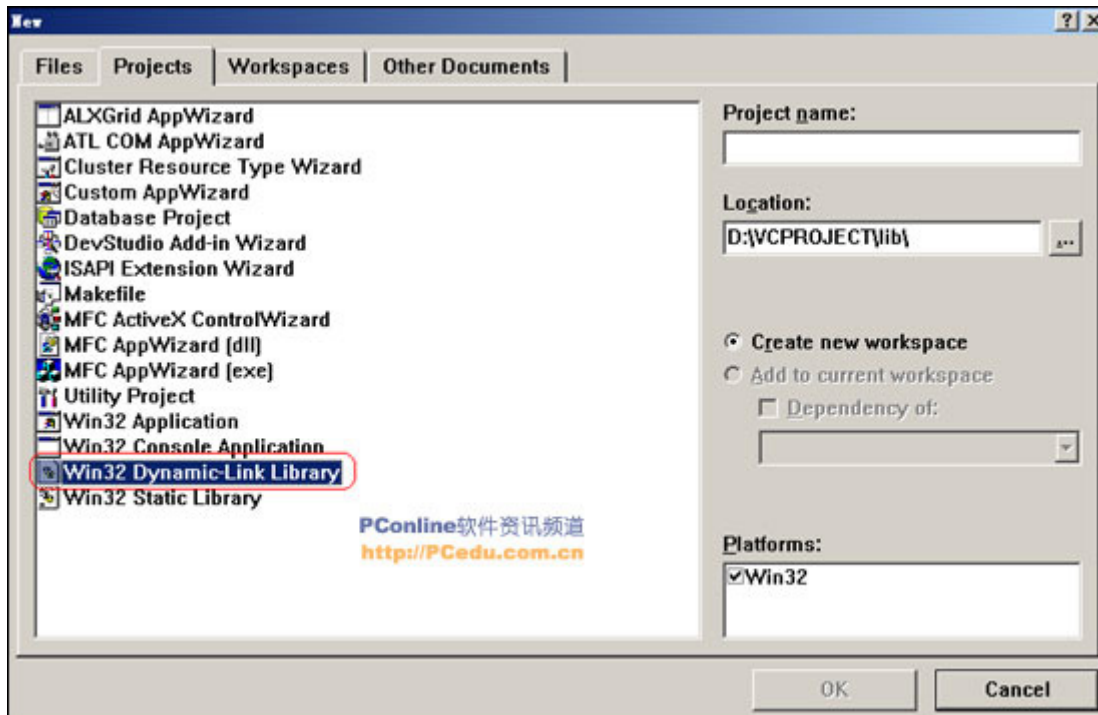 New
Files Projects Workspaces Other Documents
ALXGrid AppWizard
ATL COM AppWizard
Cluster Resource Type Wizard
Custom AppWizard
Database Project
DevStudio Add-in Wizard
ISAPI Extension Wizard
Makefile
MFC ActiveX ControlWizard
MFC AppWizard (dll)
MFC AppWizard (exe)
Utility Project
Win32 Application
Win32 Console Application
Win32 Dynamic-Link Library
Win32 Static Library
PConline软件资讯频道
http://PCedu.com.cn
Project name:
Location:
D:\VCPROJECT\lib\
...
Create new workspace
Add to current workspace
Dependency of:
Platforms:
Win32
OK Cancel